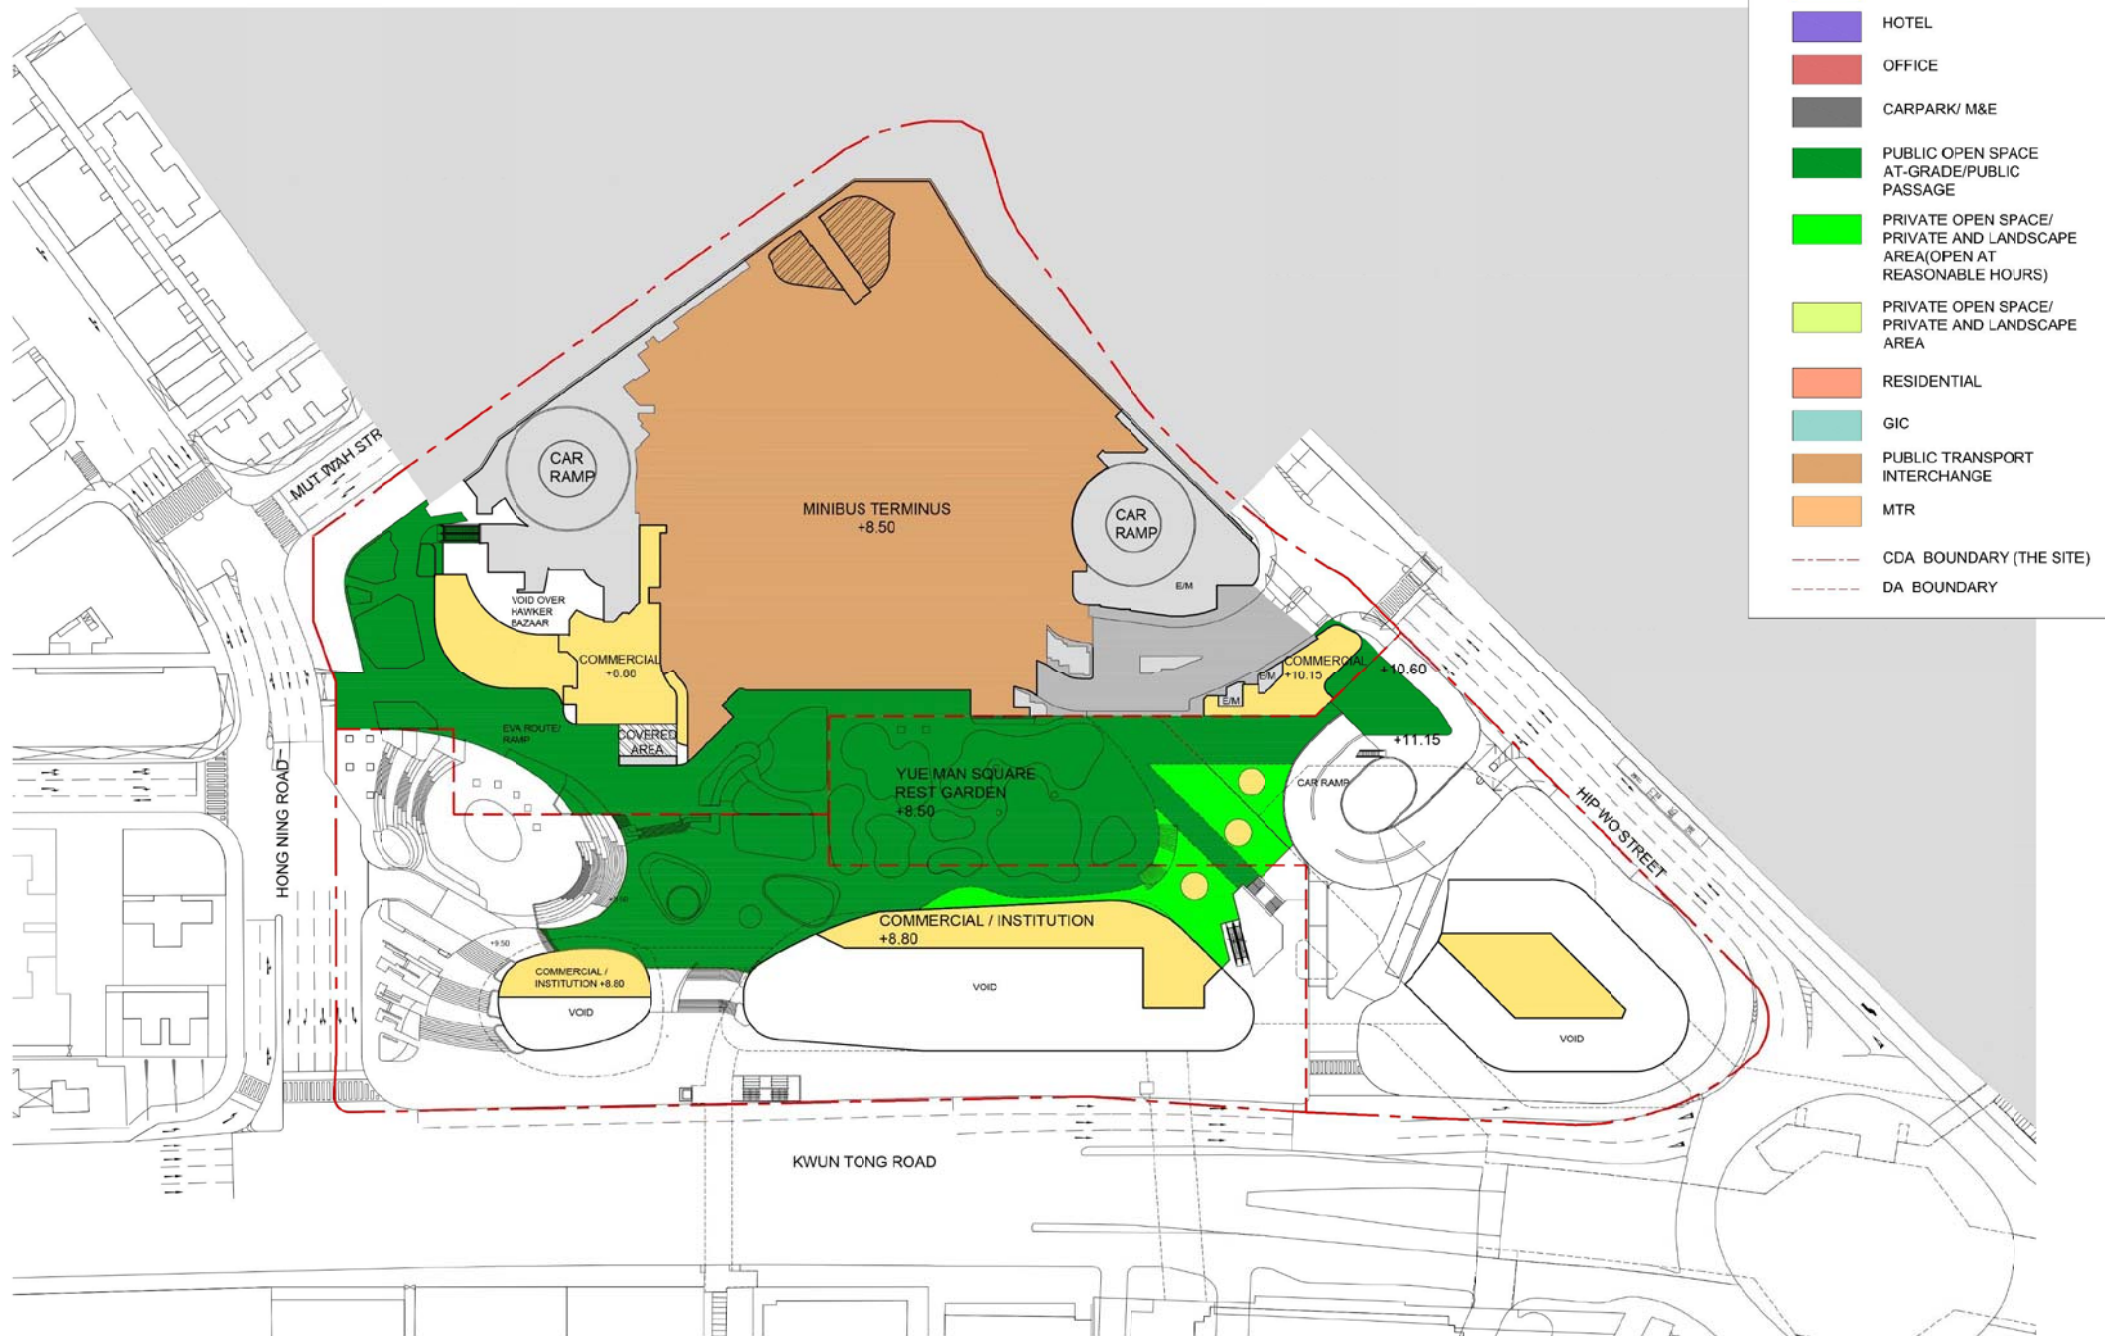 HOTEL
OFFICE
CARPARK/ M&E
PUBLIC OPEN SPACE
AT-GRADE/PUBLIC
PASSAGE
PRIVATE OPEN SPACE/
PRIVATE AND LANDSCAPE
AREA(OPEN AT
REASONABLE HOURS)
PRIVATE OPEN SPACE/
PRIVATE AND LANDSCAPE
AREA
RESIDENTIAL
GIC
PUBLIC TRANSPORT
INTERCHANGE
MTR
CDA BOUNDARY (THE SITE)
DA BOUNDARY
MUT WAH STR
CAR
RAMP
MINIBUS TERMINUS
+8.50
CAR
RAMP
E/M
VOID OVER
HAWKER
BAZAAR
COMMERCIAL
COMMERCIAL
+10.15
E/M
E/M
+10.60
+11.15
EVA ROUTE/
RAMP
COVERED
AREA
YUE MAN SQUARE
REST GARDEN
+8.50
CAR RAMP
HONG NING ROAD
HIP WO STREET
COMMERCIAL / INSTITUTION
+8.80
+9.50
COMMERCIAL /
INSTITUTION +8.80
VOID
VOID
VOID
KWUN TONG ROAD